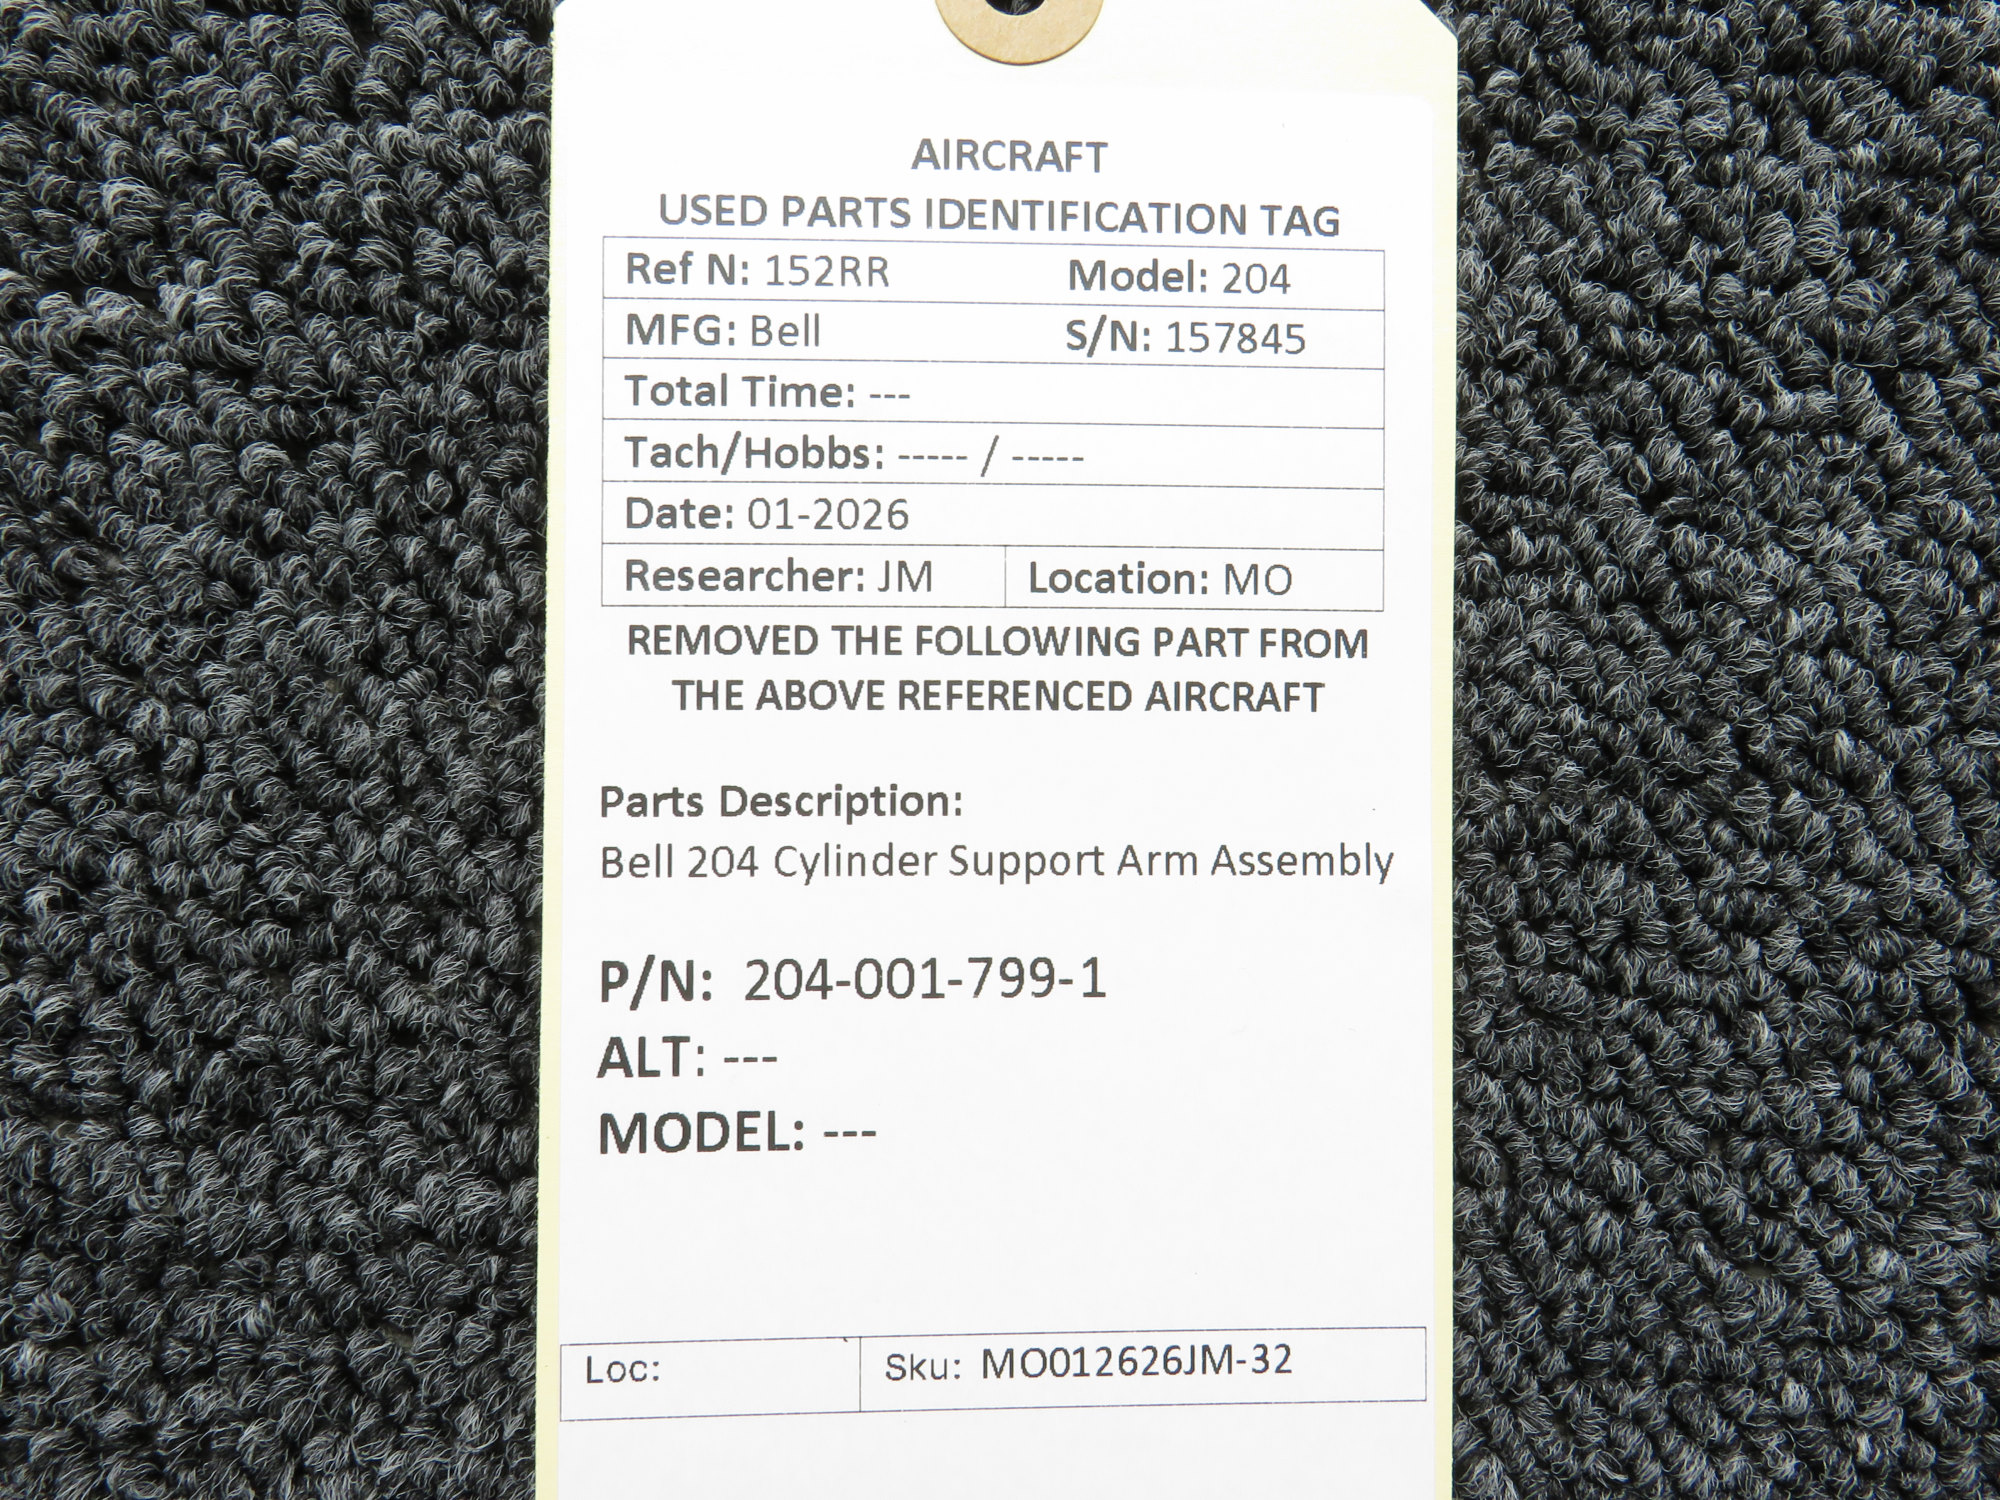 AIRCRAFT
USED PARTS IDENTIFICATION TAG
Ref N: 152RR Model: 204
MFG: Bell S/N: 157845
Total Time: ---
Tach/Hobbs: ----- / -----
Date: 01-2026
Researcher: JM Location: MO
REMOVED THE FOLLOWING PART FROM
THE ABOVE REFERENCED AIRCRAFT
Parts Description:
Bell 204 Cylinder Support Arm Assembly
P/N: 204-001-799-1
ALT: ---
MODEL: ---
Loc: Sku: MO012626JM-32